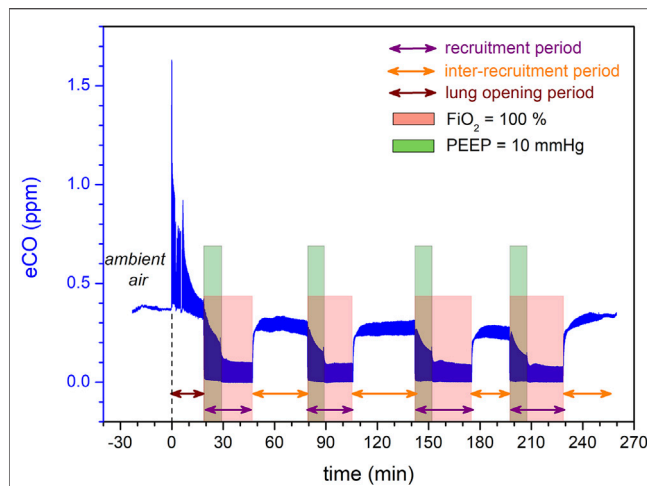 recruitment period
inter-recruitment period
lung opening period
FiO₂ = 100 %
PEEP = 10 mmHg
eCO (ppm)
1.5
1.0
0.5
0.0
ambient
air
-30 0 30 60 90 120 150 180 210 240 270
time (min)